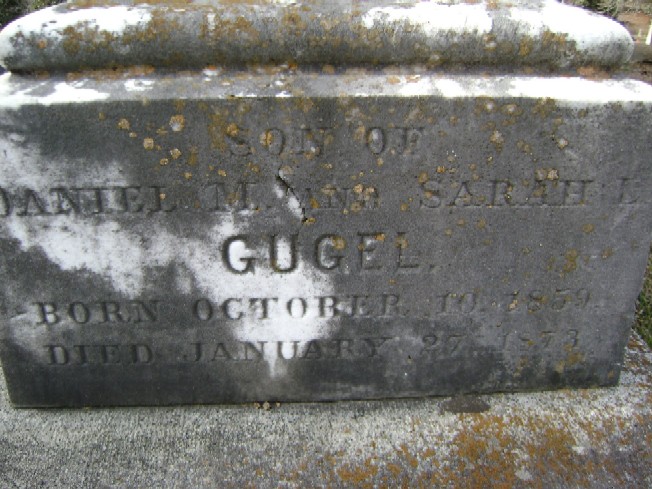 SON OF
DANIEL M. AND SARAH E
GUGEL.
BORN OCTOBER 10, 1859.
DIED JANUARY 27, 1873.